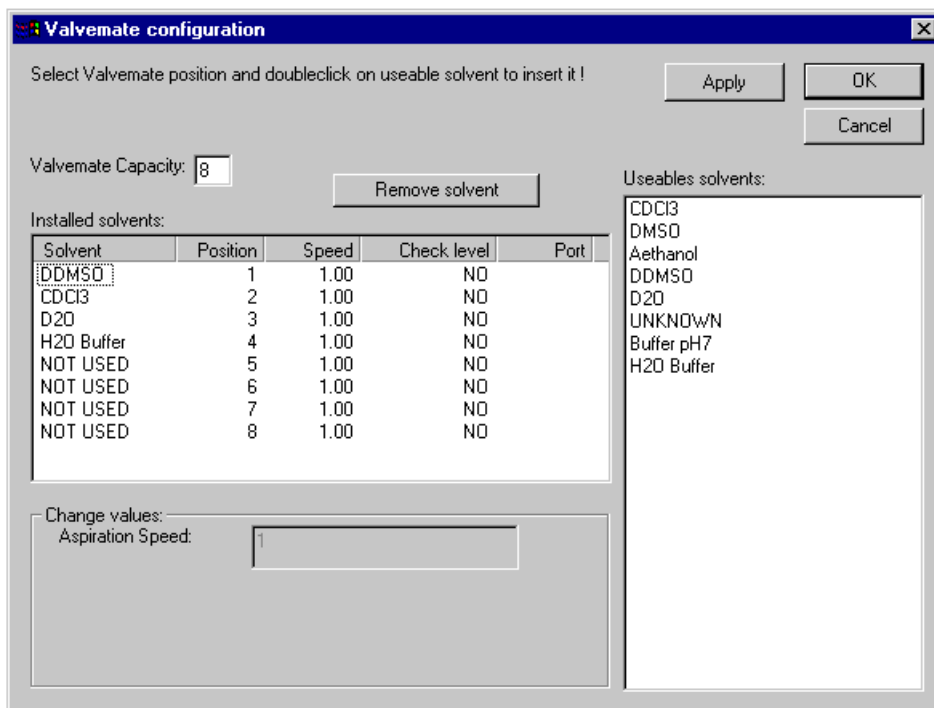 Valvemate configuration
Select Valvemate position and doubleclick on useable solvent to insert it !
Apply
OK
Cancel
Valvemate Capacity: 8
Remove solvent
Installed solvents:
Solvent Position Speed Check level Port
DDMSO 1 1.00 NO
CDCl3 2 1.00 NO
D2O 3 1.00 NO
H2O Buffer 4 1.00 NO
NOT USED 5 1.00 NO
NOT USED 6 1.00 NO
NOT USED 7 1.00 NO
NOT USED 8 1.00 NO
Useables solvents:
CDCl3
DMSO
Aethanol
DDMSO
D2O
UNKNOWN
Buffer pH7
H2O Buffer
Change values:
Aspiration Speed: 1